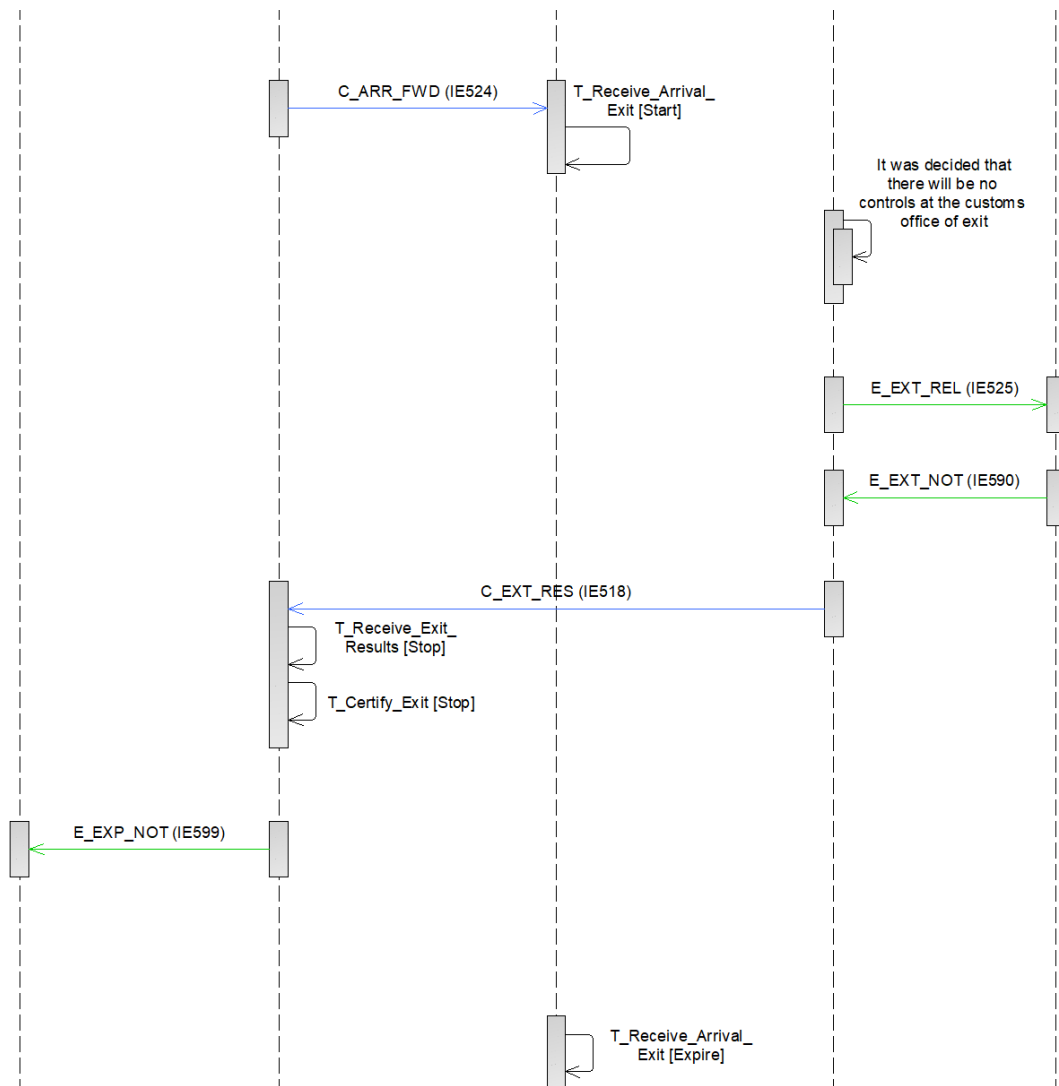 C_ARR_FWD (IE524)
T_Receive_Arrival_
Exit [Start]
It was decided that
there will be no
controls at the customs
office of exit
E_EXT_REL (IE525)
E_EXT_NOT (IE590)
C_EXT_RES (IE518)
T_Receive_Exit_
Results [Stop]
T_Certify_Exit [Stop]
E_EXP_NOT (IE599)
T_Receive_Arrival_
Exit [Expire]